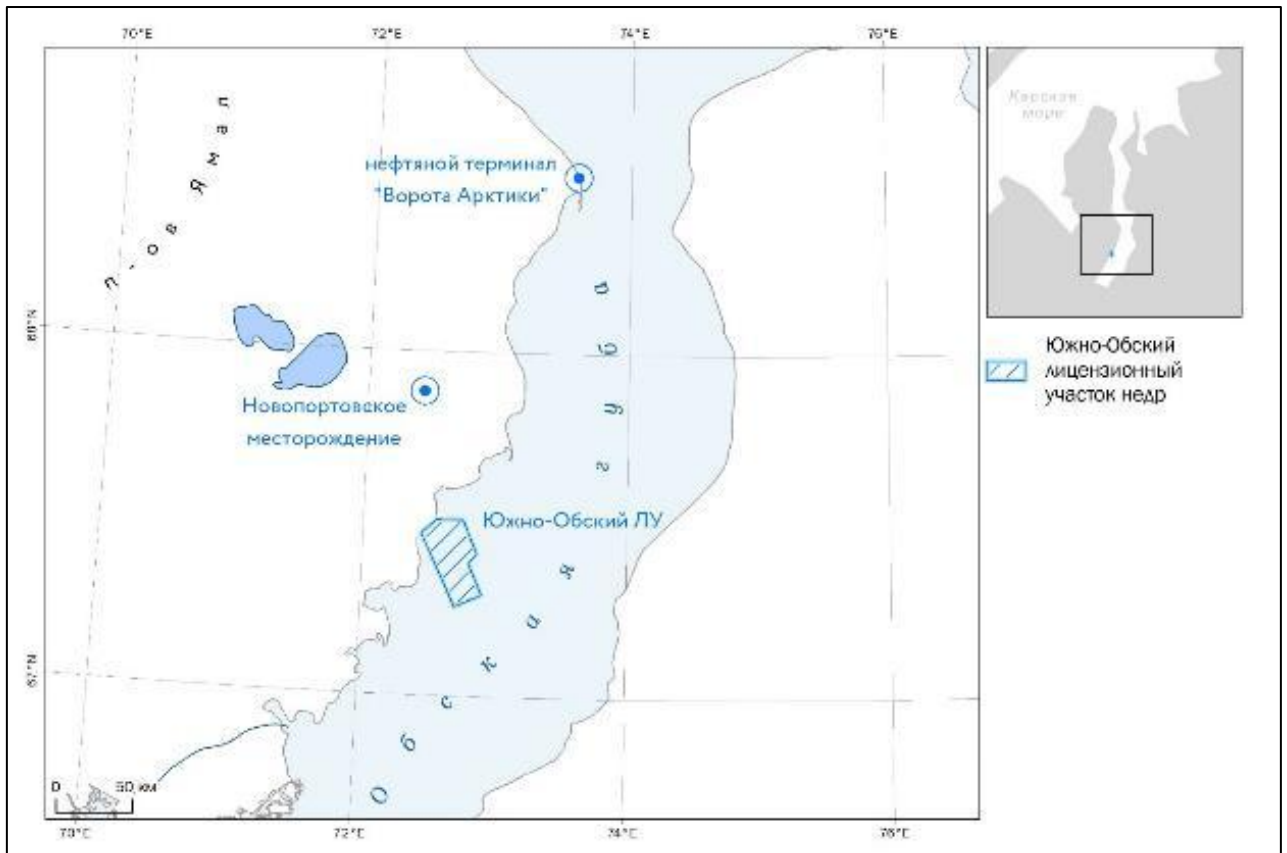 70°E
72°E
74°E
76°E
Карское
море
п-ов Ямал
нефтяной терминал
"Ворота Арктики"
68°N
Новопортовское
месторождение
Южно-Обский
лицензионный
участок недр
Южно-Обский ЛУ
Обская губа
67°N
0 50 км
70°E
72°E
74°E
76°E